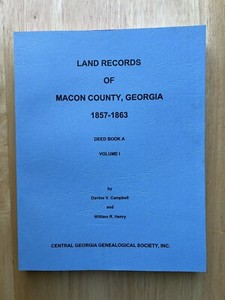 LAND RECORDS
OF
MACON COUNTY, GEORGIA
1857-1863
DEED BOOK A
VOLUME I
by
Davine V. Campbell
and
William R. Henry
CENTRAL GEORGIA GENEALOGICAL SOCIETY, INC.